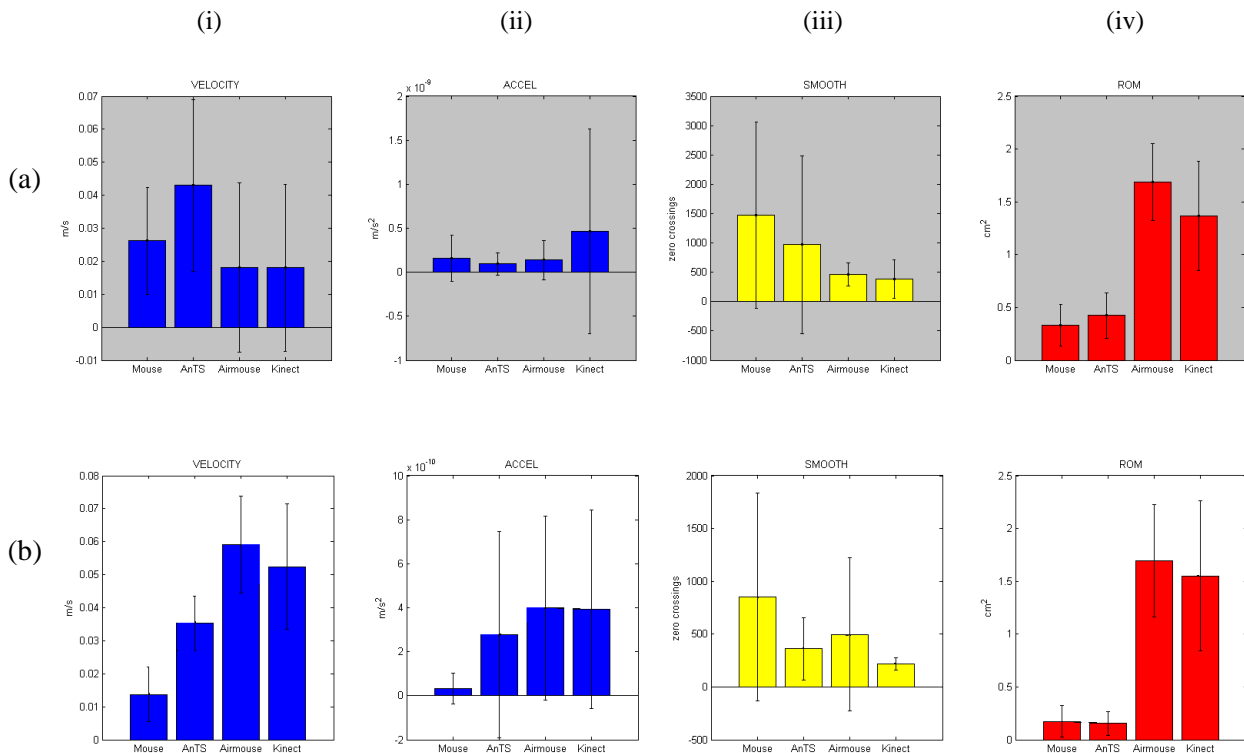 (i) (ii) (iii) (iv)
(a)
VELOCITY
0.07
0.06
0.05
0.04
0.03
0.02
0.01
0
-0.01
m/s
Mouse AnTS Airmouse Kinect
ACCEL
x 10^-9
2
1.5
1
0.5
0
-0.5
-1
m/s²
Mouse AnTS Airmouse Kinect
SMOOTH
3500
3000
2500
2000
1500
1000
500
0
-500
-1000
zero crossings
Mouse AnTS Airmouse Kinect
ROM
2.5
2
1.5
1
0.5
0
cm²
Mouse AnTS Airmouse Kinect
(b)
VELOCITY
0.08
0.07
0.06
0.05
0.04
0.03
0.02
0.01
0
m/s
Mouse AnTS Airmouse Kinect
ACCEL
x 10^-10
10
8
6
4
2
0
-2
m/s²
Mouse AnTS Airmouse Kinect
SMOOTH
2000
1500
1000
500
0
-500
zero crossings
Mouse AnTS Airmouse Kinect
ROM
2.5
2
1.5
1
0.5
0
cm²
Mouse AnTS Airmouse Kinect